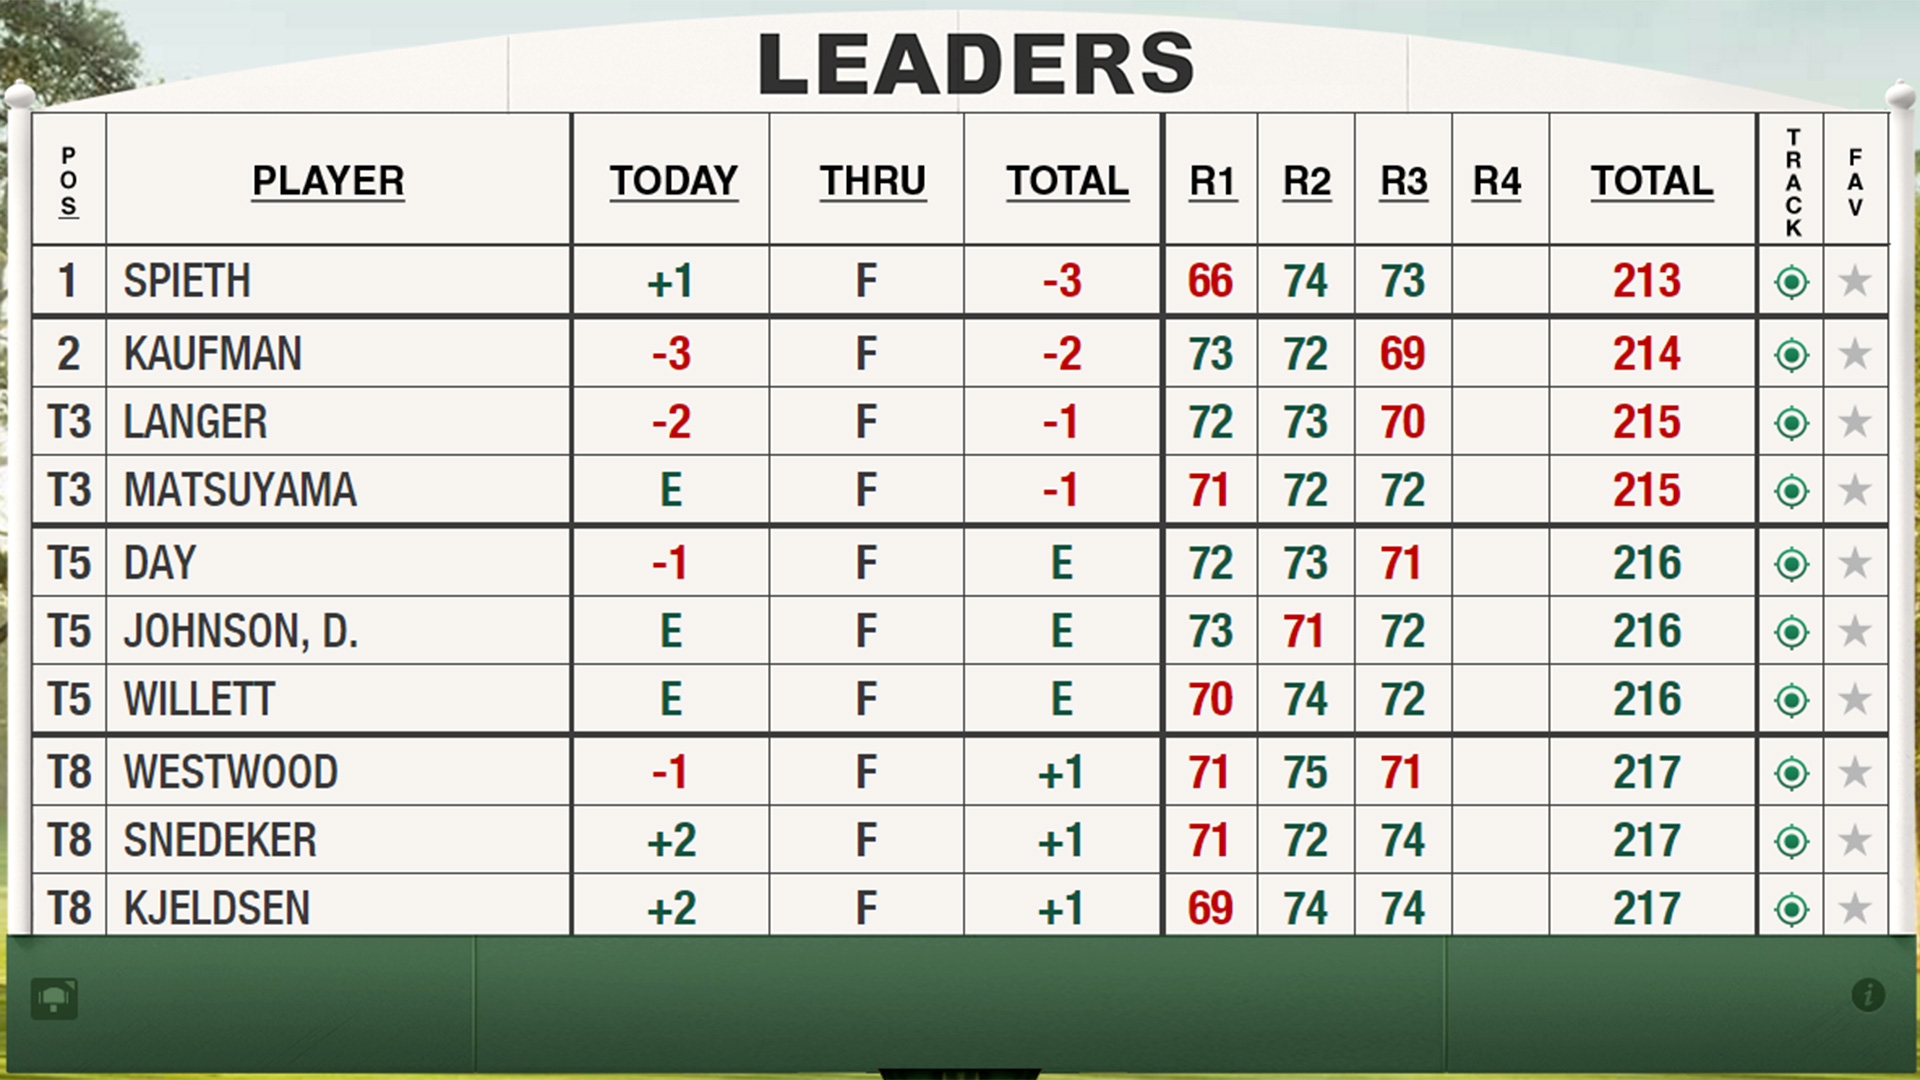 LEADERS
POS PLAYER TODAY THRU TOTAL R1 R2 R3 R4 TOTAL TRACK FAV
1 SPIETH +1 F -3 66 74 73 213
2 KAUFMAN -3 F -2 73 72 69 214
T3 LANGER -2 F -1 72 73 70 215
T3 MATSUYAMA E F -1 71 72 72 215
T5 DAY -1 F E 72 73 71 216
T5 JOHNSON, D. E F E 73 71 72 216
T5 WILLETT E F E 70 74 72 216
T8 WESTWOOD -1 F +1 71 75 71 217
T8 SNEDEKER +2 F +1 71 72 74 217
T8 KJELDSEN +2 F +1 69 74 74 217
i